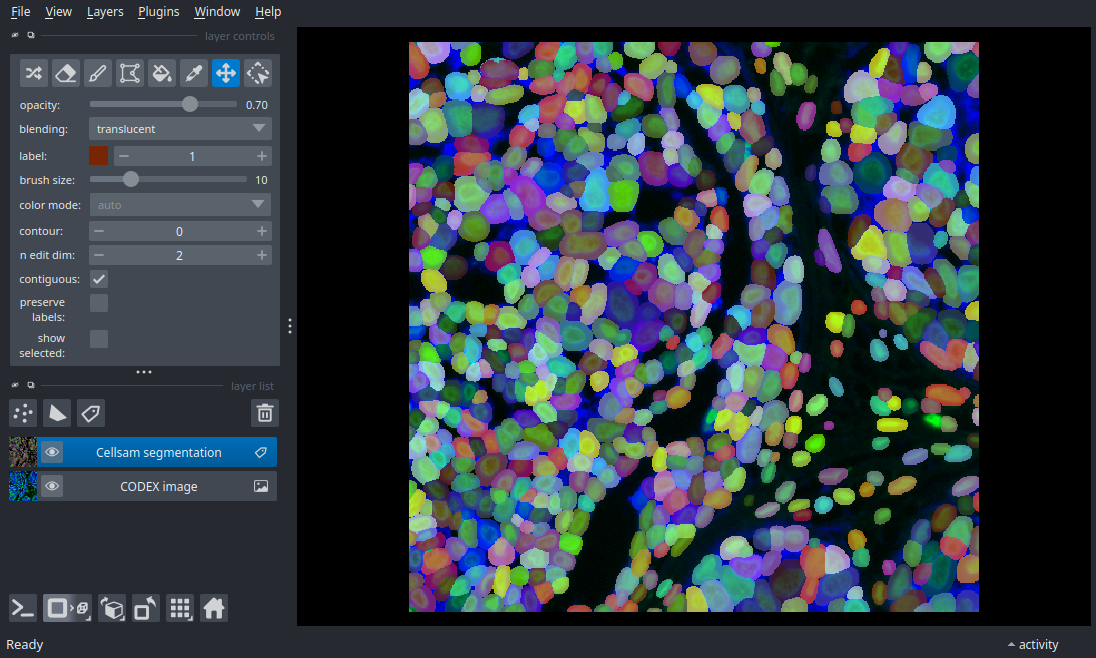 File View Layers Plugins Window Help
layer controls
opacity: 0.70
blending: translucent
label: 1
brush size: 10
color mode: auto
contour: 0
n edit dim: 2
contiguous:
preserve
labels:
show
selected:
layer list
Cellsam segmentation
CODEX image
Ready activity